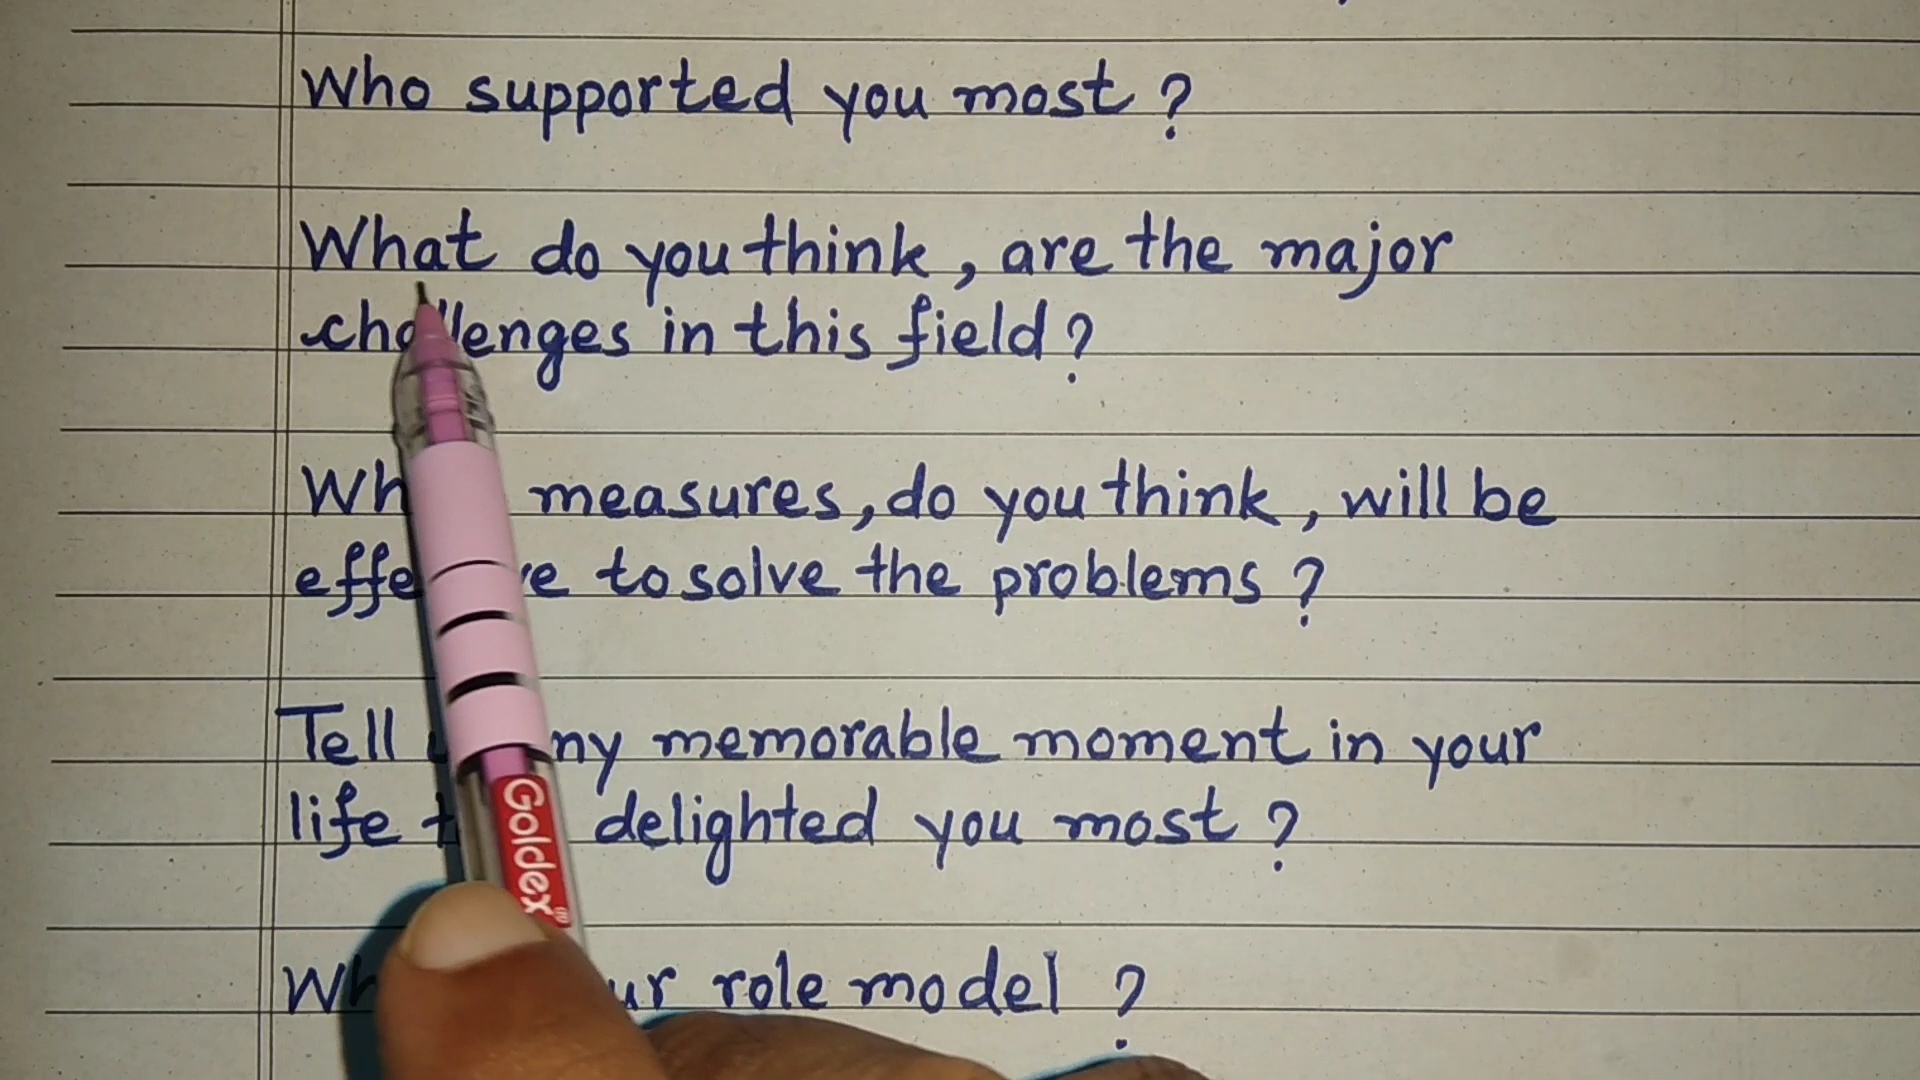 Who supported you most ?
What do you think, are the major
challenges in this field ?
measures, do you think, will be
to solve the problems ?
Tell memorable moment in your
life delighted you most ?
role model ?
Goldex